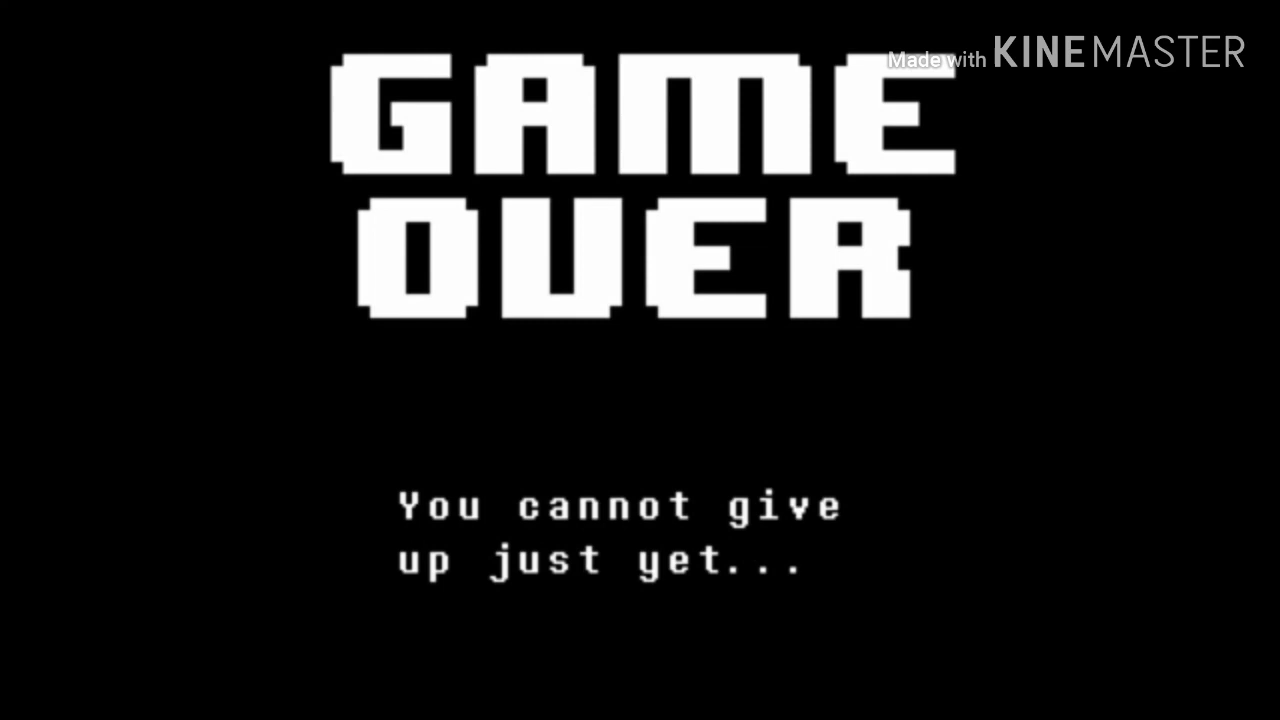 Made with KINEMASTER
GAME
OVER
You cannot give
up just yet...